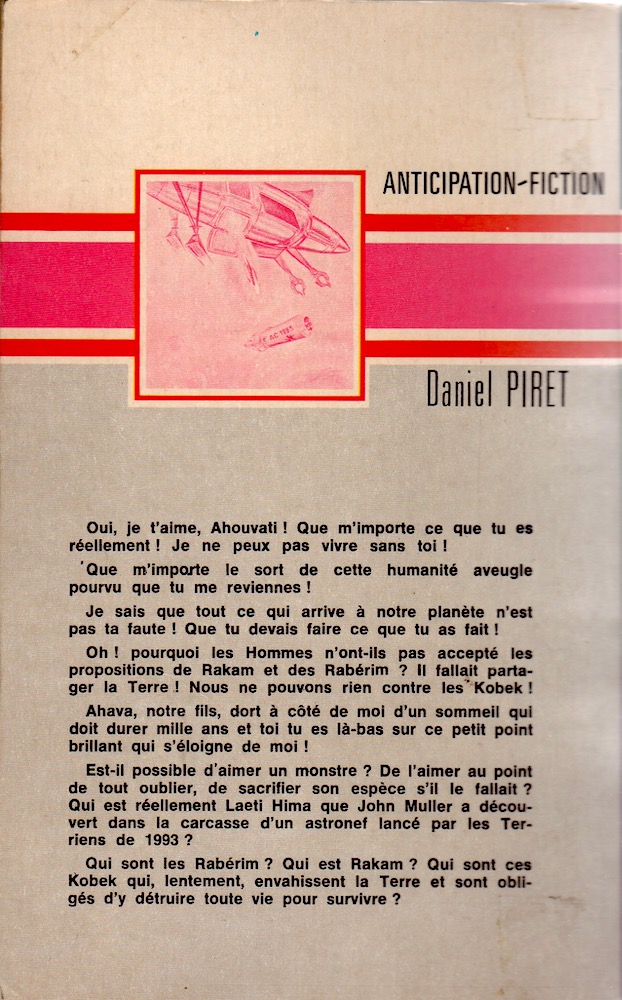 ANTICIPATION-FICTION
AC 1993
Daniel PIRET
Oui, je t'aime, Ahouvati ! Que m'importe ce que tu es
réellement ! Je ne peux pas vivre sans toi !
Que m'importe le sort de cette humanité aveugle
pourvu que tu me reviennes !
Je sais que tout ce qui arrive à notre planète n'est
pas ta faute ! Que tu devais faire ce que tu as fait !
Oh ! pourquoi les Hommes n'ont-ils pas accepté les
propositions de Rakam et des Rabérim ? Il fallait parta-
ger la Terre ! Nous ne pouvons rien contre les Kobek !
Ahava, notre fils, dort à côté de moi d'un sommeil qui
doit durer mille ans et toi tu es là-bas sur ce petit point
brillant qui s'éloigne de moi !
Est-il possible d'aimer un monstre ? De l'aimer au point
de tout oublier, de sacrifier son espèce s'il le fallait ?
Qui est réellement Laeti Hima que John Muller a décou-
vert dans la carcasse d'un astronef lancé par les Ter-
riens de 1993 ?
Qui sont les Rabérim ? Qui est Rakam ? Qui sont ces
Kobek qui, lentement, envahissent la Terre et sont obli-
gés d'y détruire toute vie pour survivre ?